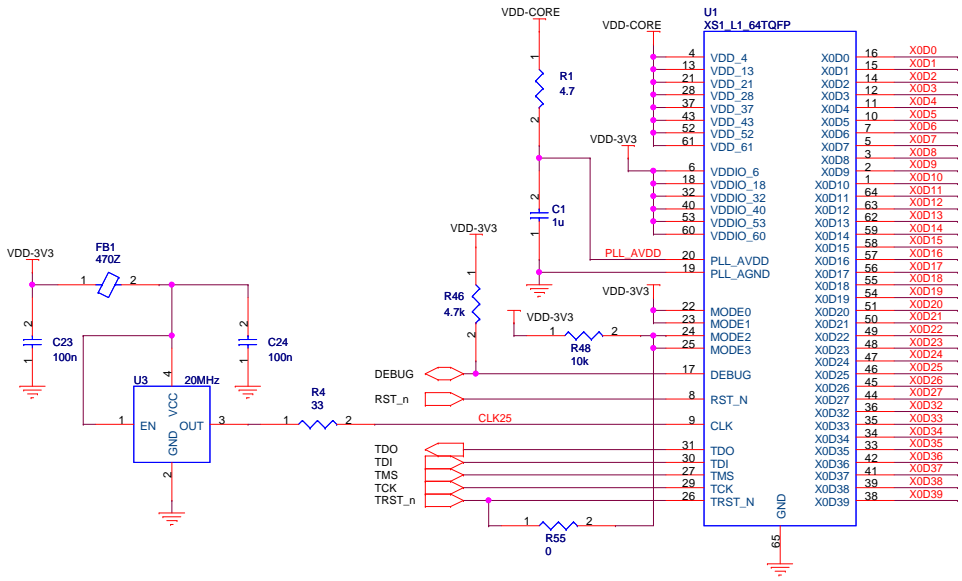 VDD-CORE
R1
4.7
1
2
C1
1u
2
1
VDD-3V3
FB1
470Z
1
2
C23
100n
2
1
C24
100n
2
1
U3
20MHz
4
VCC
1
EN
OUT
3
GND
2
R4
33
1
2
CLK25
VDD-3V3
R46
4.7k
1
2
VDD-3V3
R48
10k
1
2
VDD-3V3
PLL_AVDD
VDD-3V3
DEBUG
RST_n
TDO
TDI
TMS
TCK
TRST_n
R55
0
1
2
U1
XS1_L1_64TQFP
VDD-CORE
4 VDD_4
13 VDD_13
21 VDD_21
28 VDD_28
37 VDD_37
43 VDD_43
52 VDD_52
61 VDD_61
6 VDDIO_6
18 VDDIO_18
32 VDDIO_32
40 VDDIO_40
53 VDDIO_53
60 VDDIO_60
20 PLL_AVDD
19 PLL_AGND
22 MODE0
23 MODE1
24 MODE2
25 MODE3
17 DEBUG
8 RST_N
9 CLK
31 TDO
30 TDI
27 TMS
29 TCK
26 TRST_N
GND
65
X0D0 16 X0D0
X0D1 15 X0D1
X0D2 14 X0D2
X0D3 12 X0D3
X0D4 11 X0D4
X0D5 10 X0D5
X0D6 7 X0D6
X0D7 5 X0D7
X0D8 3 X0D8
X0D9 2 X0D9
X0D10 1 X0D10
X0D11 64 X0D11
X0D12 63 X0D12
X0D13 62 X0D13
X0D14 59 X0D14
X0D15 58 X0D15
X0D16 57 X0D16
X0D17 56 X0D17
X0D18 55 X0D18
X0D19 54 X0D19
X0D20 51 X0D20
X0D21 50 X0D21
X0D22 49 X0D22
X0D23 48 X0D23
X0D24 47 X0D24
X0D25 46 X0D25
X0D26 45 X0D26
X0D27 44 X0D27
X0D32 36 X0D32
X0D33 35 X0D33
X0D34 34 X0D34
X0D35 33 X0D35
X0D36 42 X0D36
X0D37 41 X0D37
X0D38 39 X0D38
X0D39 38 X0D39